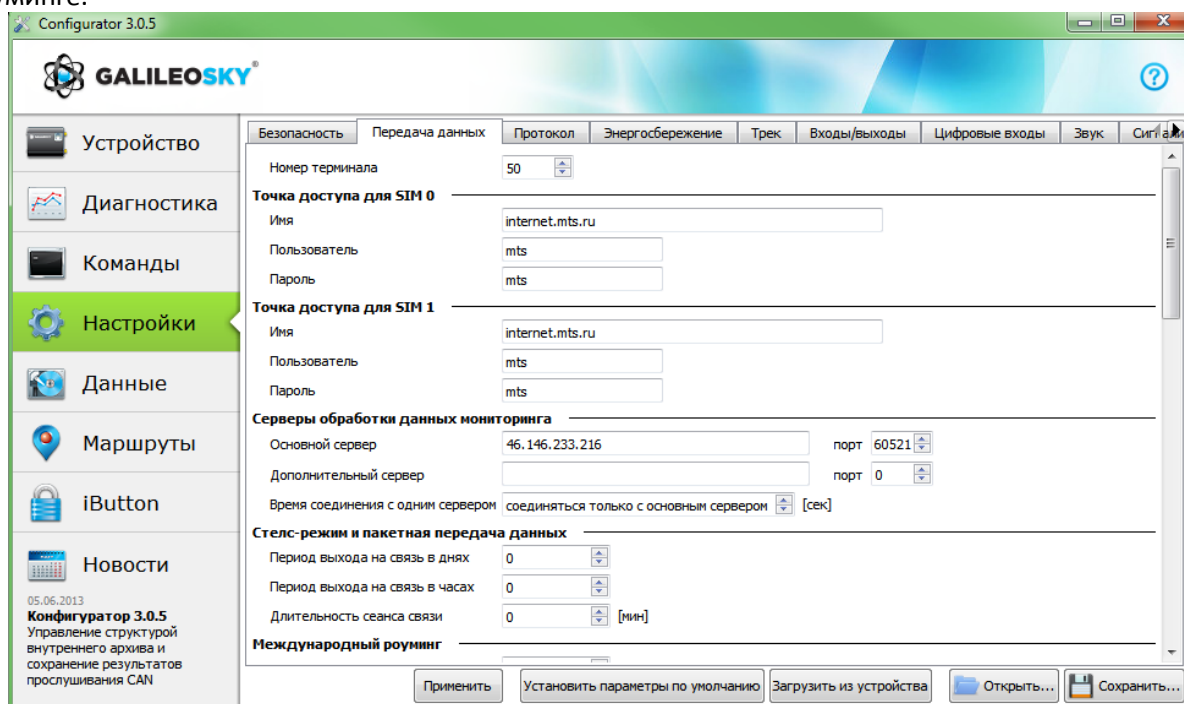 Configurator 3.0.5
GALILEOSKY®
?
Устройство
Диагностика
Команды
Настройки
Данные
Маршруты
iButton
Новости
05.06.2013
Конфигуратор 3.0.5
Управление структурой
внутреннего архива и
сохранение результатов
прослушивания CAN
Безопасность Передача данных Протокол Энергосбережение Трек Входы/выходы Цифровые входы Звук
Номер терминала 50
Точка доступа для SIM 0
Имя internet.mts.ru
Пользователь mts
Пароль mts
Точка доступа для SIM 1
Имя internet.mts.ru
Пользователь mts
Пароль mts
Серверы обработки данных мониторинга
Основной сервер 46.146.233.216 порт 60521
Дополнительный сервер порт 0
Время соединения с одним сервером соединяться только с основным сервером [сек]
Стелс-режим и пакетная передача данных
Период выхода на связь в днях 0
Период выхода на связь в часах 0
Длительность сеанса связи 0 [мин]
Международный роуминг
Применить Установить параметры по умолчанию Загрузить из устройства Открыть... Сохранить...